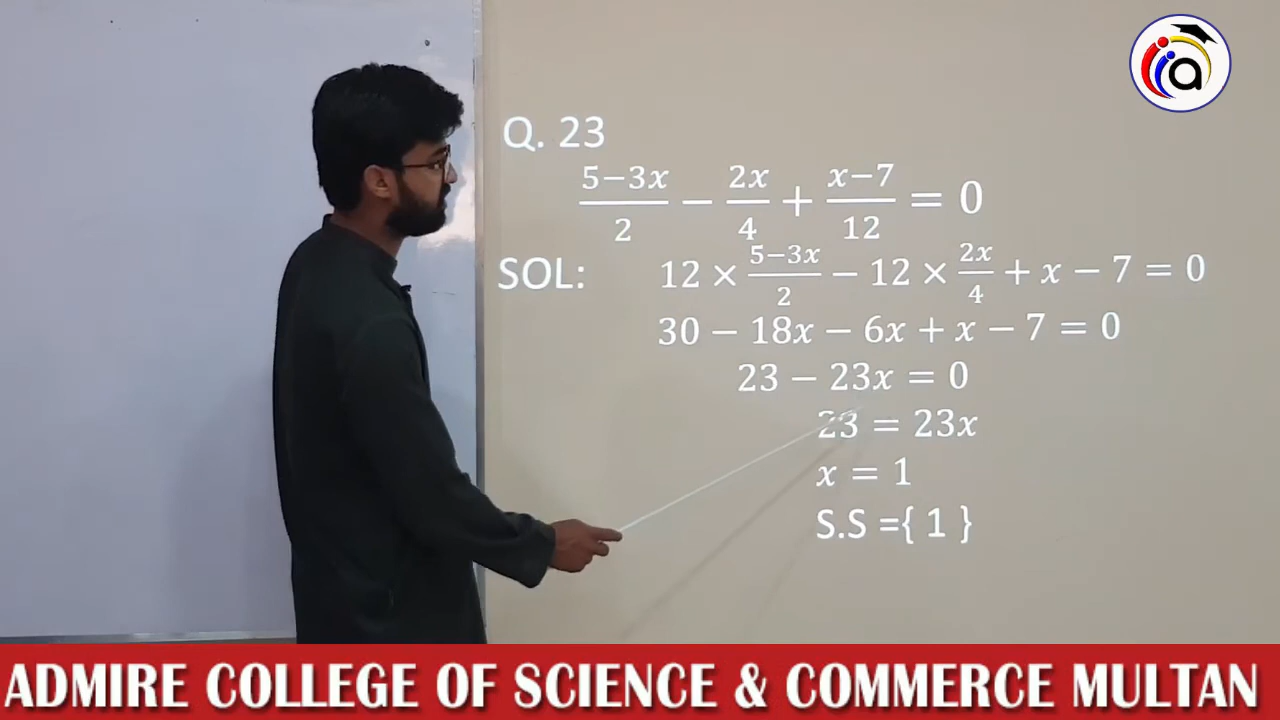 Q. 23
(5−3x)/2 − 2x/4 + (x−7)/12 = 0
SOL: 12 × (5−3x)/2 − 12 × 2x/4 + x − 7 = 0
30 − 18x − 6x + x − 7 = 0
23 − 23x = 0
23 = 23x
x = 1
S.S ={ 1 }
a
ADMIRE COLLEGE OF SCIENCE & COMMERCE MULTAN